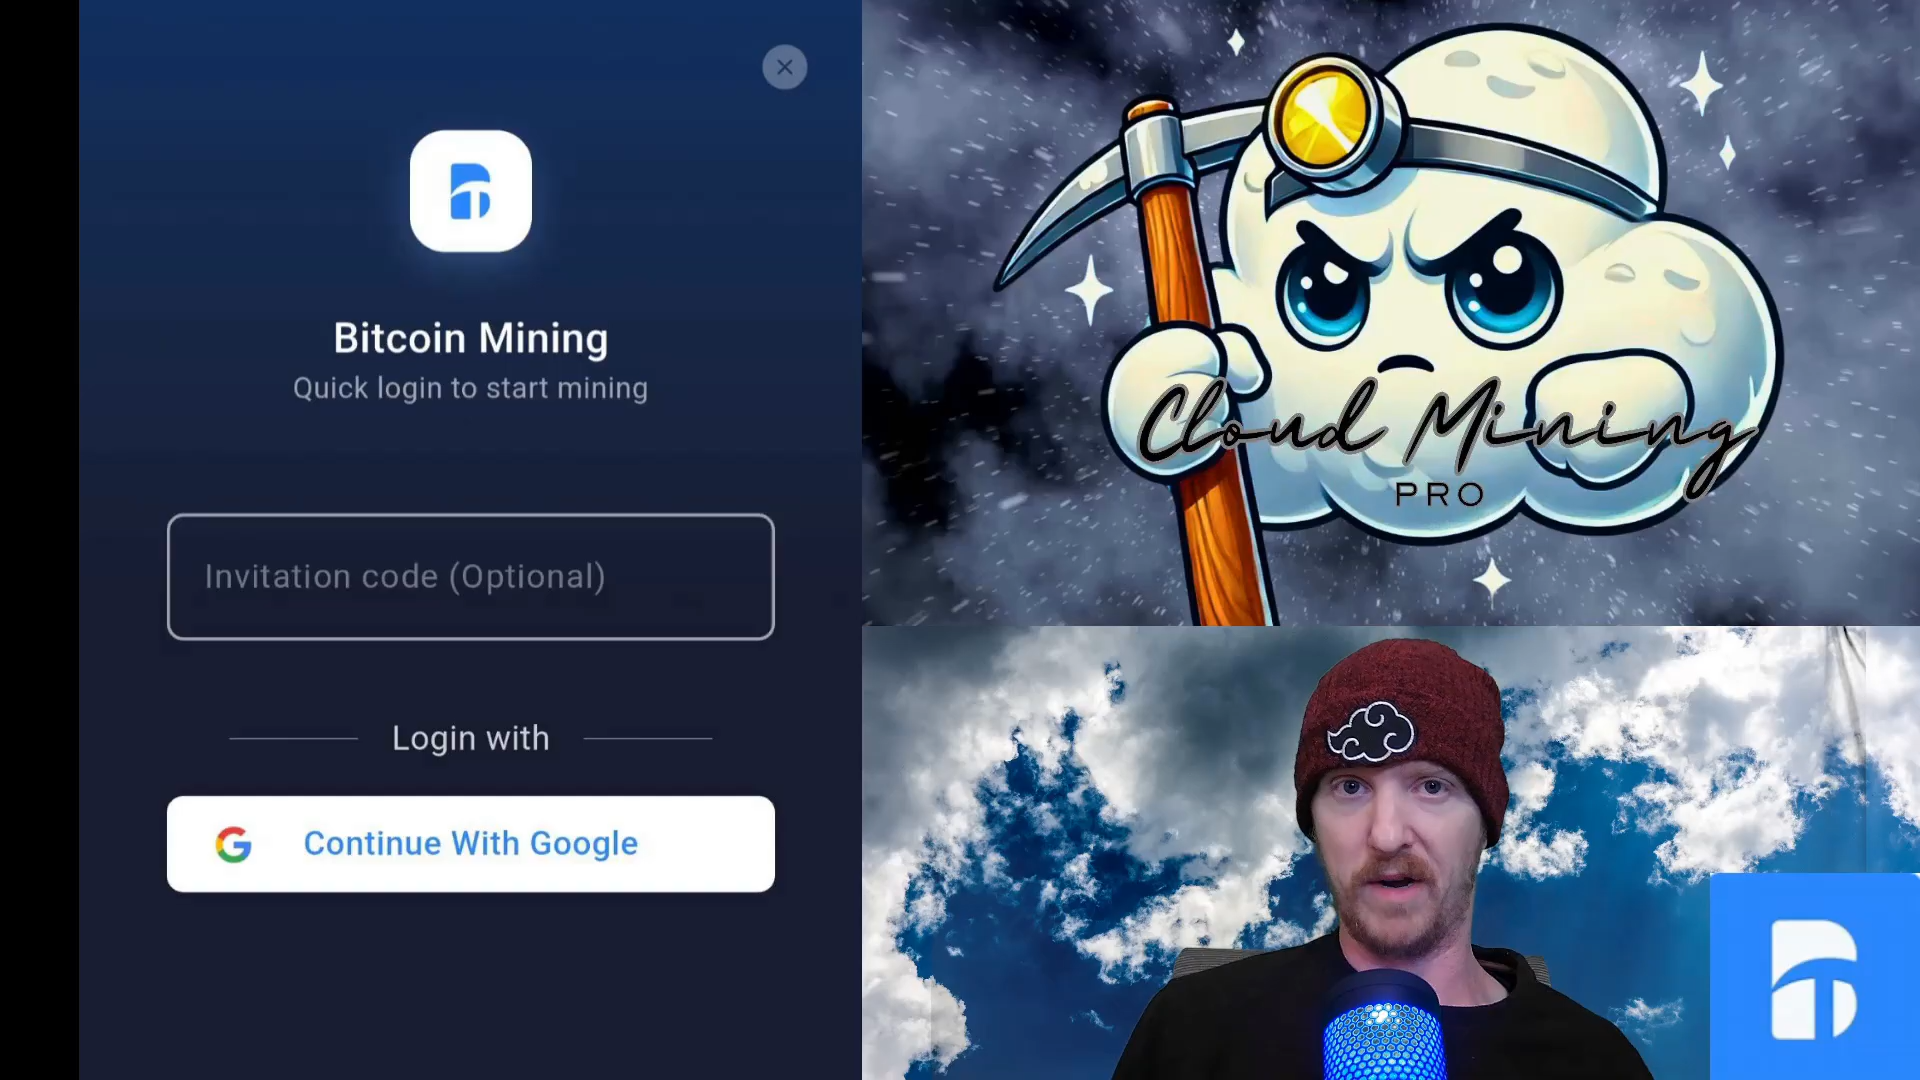 Bitcoin Mining
Quick login to start mining
Invitation code (Optional)
Login with
Continue With Google
Cloud Mining
PRO